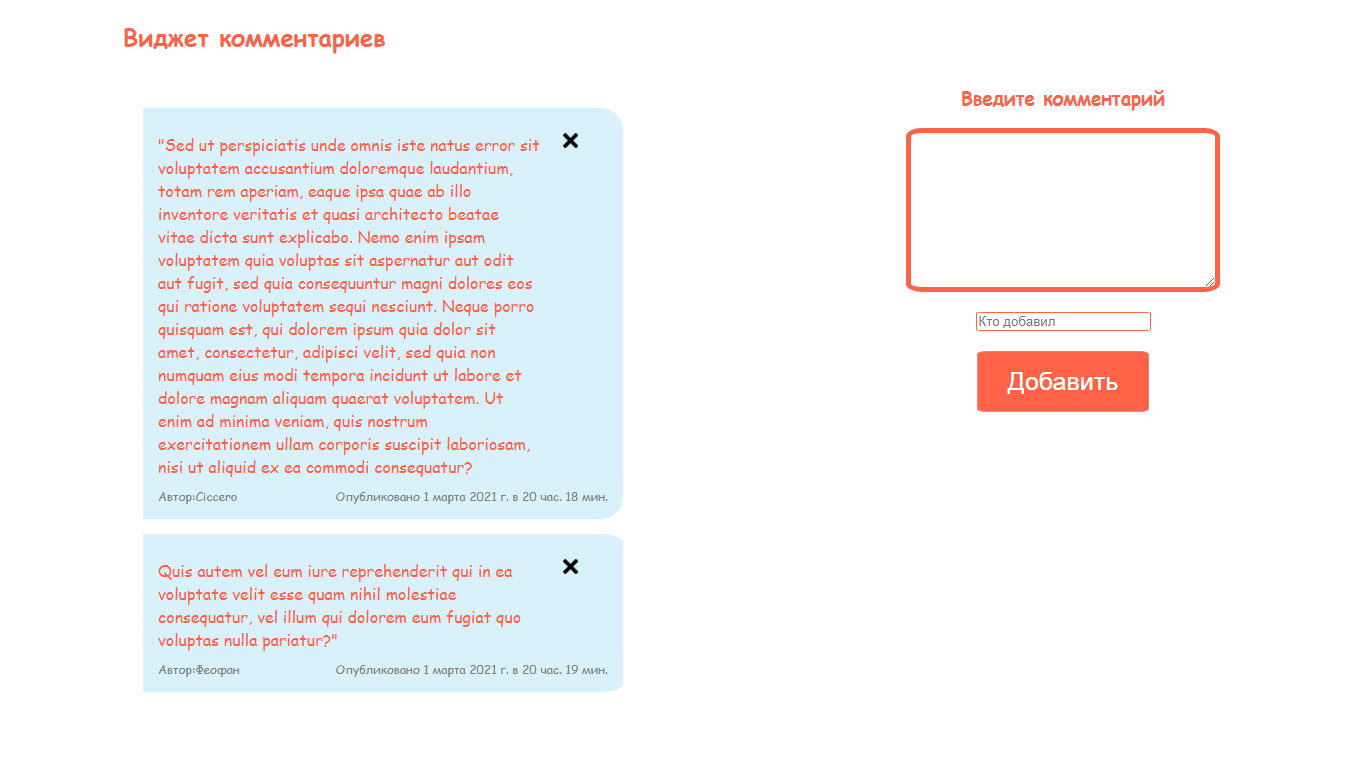 Виджет комментариев
"Sed ut perspiciatis unde omnis iste natus error sit
voluptatem accusantium doloremque laudantium,
totam rem aperiam, eaque ipsa quae ab illo
inventore veritatis et quasi architecto beatae
vitae dicta sunt explicabo. Nemo enim ipsam
voluptatem quia voluptas sit aspernatur aut odit
aut fugit, sed quia consequuntur magni dolores eos
qui ratione voluptatem sequi nesciunt. Neque porro
quisquam est, qui dolorem ipsum quia dolor sit
amet, consectetur, adipisci velit, sed quia non
numquam eius modi tempora incidunt ut labore et
dolore magnam aliquam quaerat voluptatem. Ut
enim ad minima veniam, quis nostrum
exercitationem ullam corporis suscipit laboriosam,
nisi ut aliquid ex ea commodi consequatur?
Автор:Ciccero Опубликовано 1 марта 2021 г. в 20 час. 18 мин.
Quis autem vel eum iure reprehenderit qui in ea
voluptate velit esse quam nihil molestiae
consequatur, vel illum qui dolorem eum fugiat quo
voluptas nulla pariatur?"
Автор:Феофан Опубликовано 1 марта 2021 г. в 20 час. 19 мин.
Введите комментарий
Кто добавил
Добавить